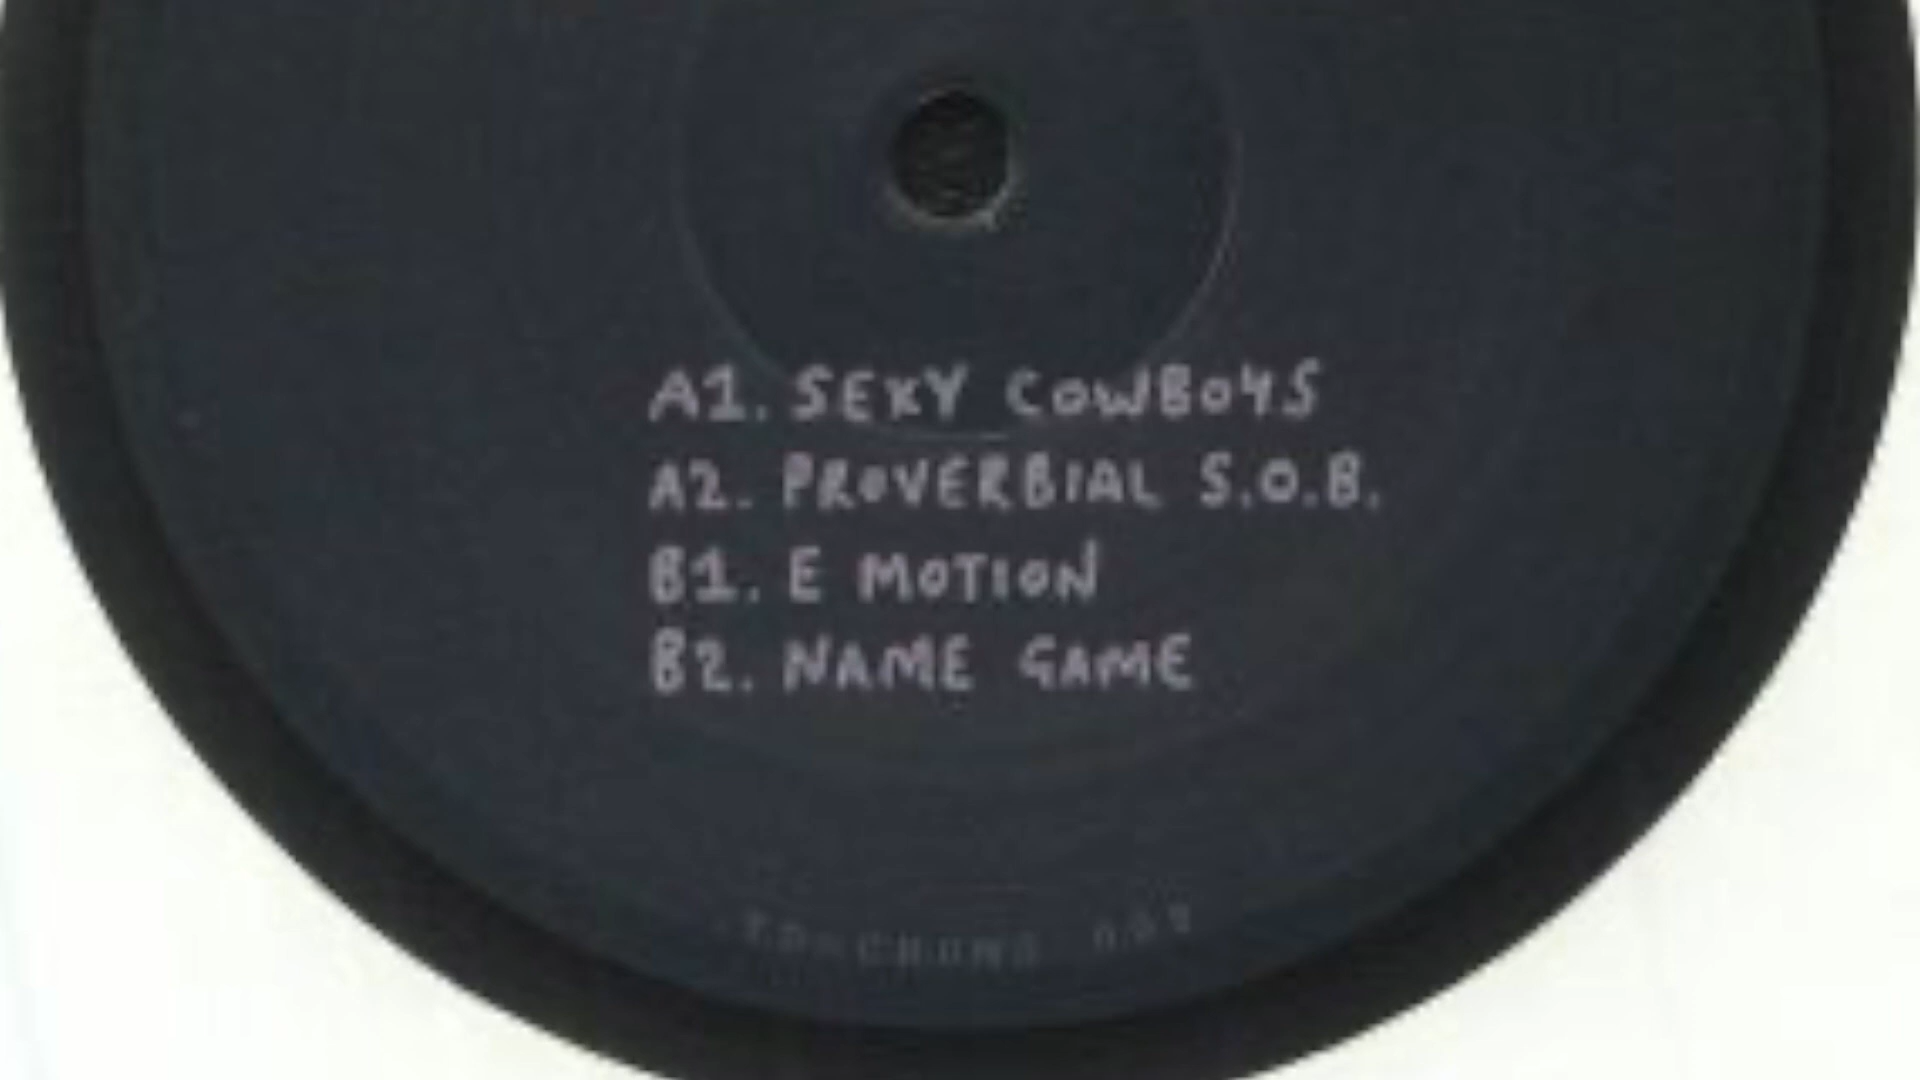 A1. SEXY COWBOYS
A2. PROVERBIAL S.O.B.
B1. E MOTION
B2. NAME GAME